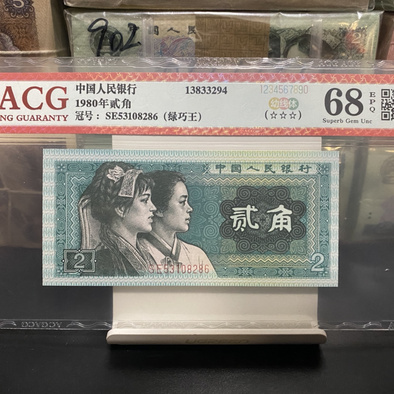 902
ACG
NG GUARANTY
中国人民银行
1980年贰角
冠号： SE53108286 （绿巧王）
13833294
1234567890
动线体
(☆☆☆)
68
EPQ
Superb Gem Unc
中国人民银行
贰角
2
SE53108286
2